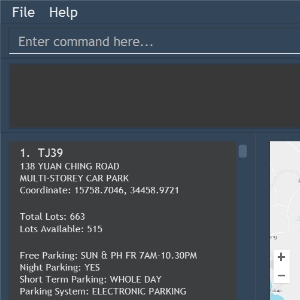 File Help
Enter command here...
1. TJ39
138 YUAN CHING ROAD
MULTI-STOREY CAR PARK
Coordinate: 15758.7046, 34458.9721
Total Lots: 663
Lots Available: 515
Free Parking: SUN & PH FR 7AM-10.30PM
Night Parking: YES
Short Term Parking: WHOLE DAY
Parking System: ELECTRONIC PARKING
+
−